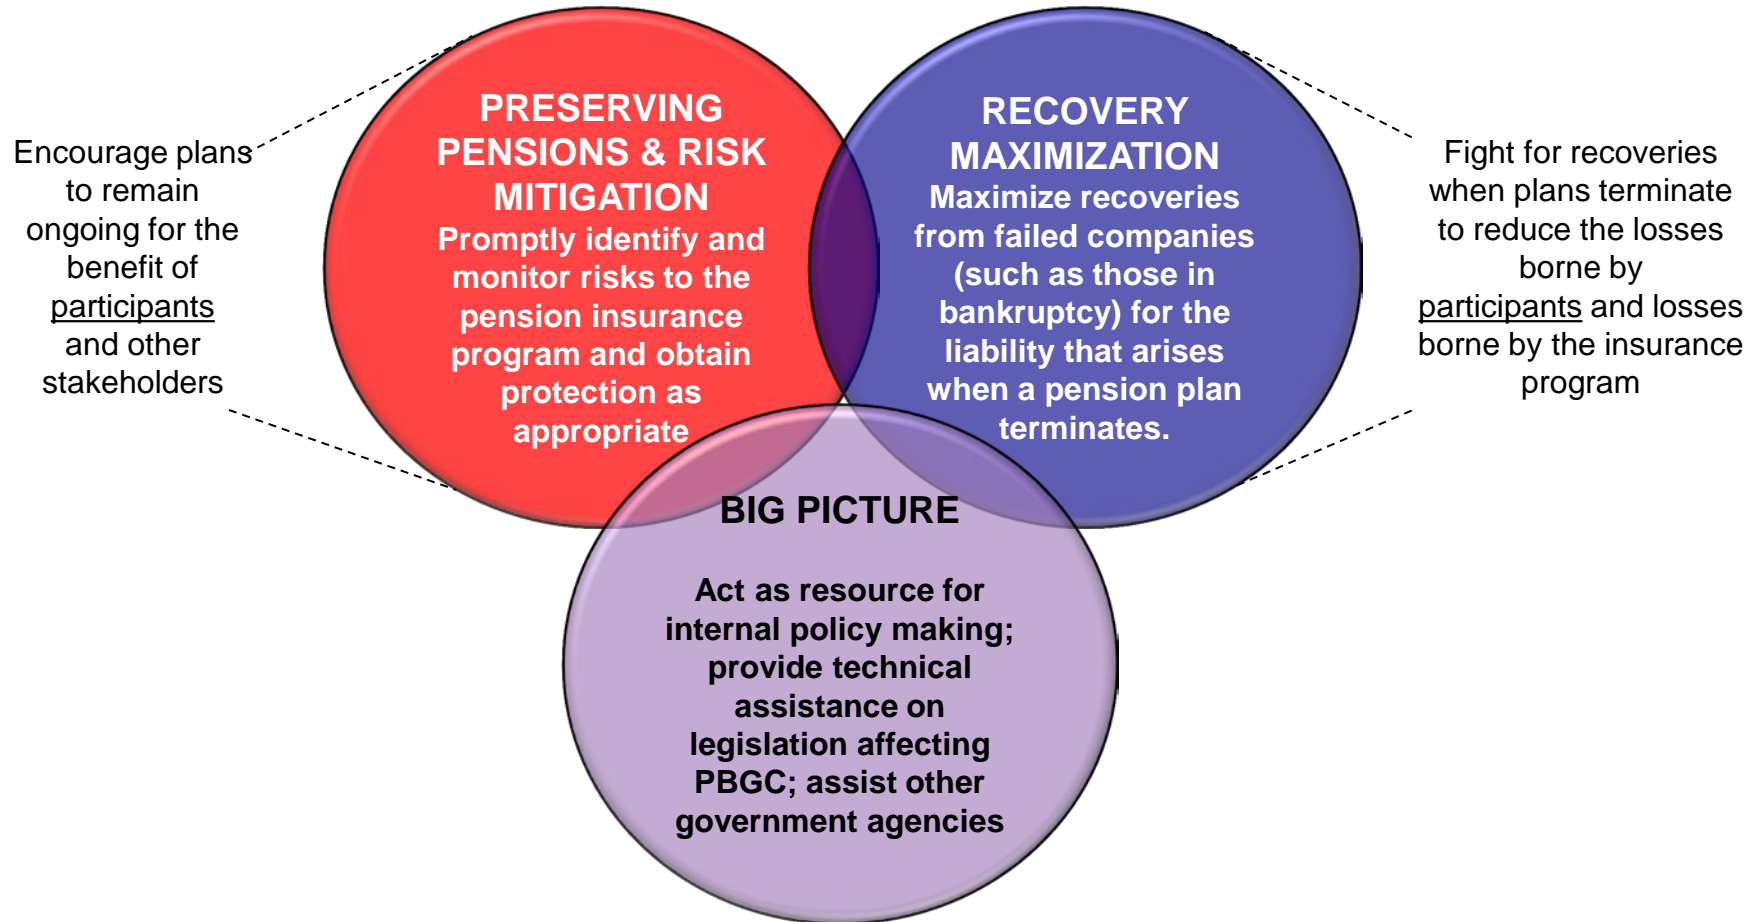 Encourage plans
to remain
ongoing for the
benefit of
participants
and other
stakeholders
PRESERVING
PENSIONS & RISK
MITIGATION
Promptly identify and
monitor risks to the
pension insurance
program and obtain
protection as
appropriate
RECOVERY
MAXIMIZATION
Maximize recoveries
from failed companies
(such as those in
bankruptcy) for the
liability that arises
when a pension plan
terminates.
Fight for recoveries
when plans terminate
to reduce the losses
borne by
participants and losses
borne by the insurance
program
BIG PICTURE
Act as resource for
internal policy making;
provide technical
assistance on
legislation affecting
PBGC; assist other
government agencies